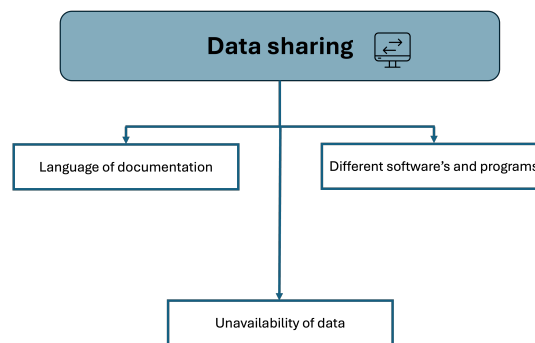 Data sharing
Language of documentation
Different software's and programs
Unavailability of data